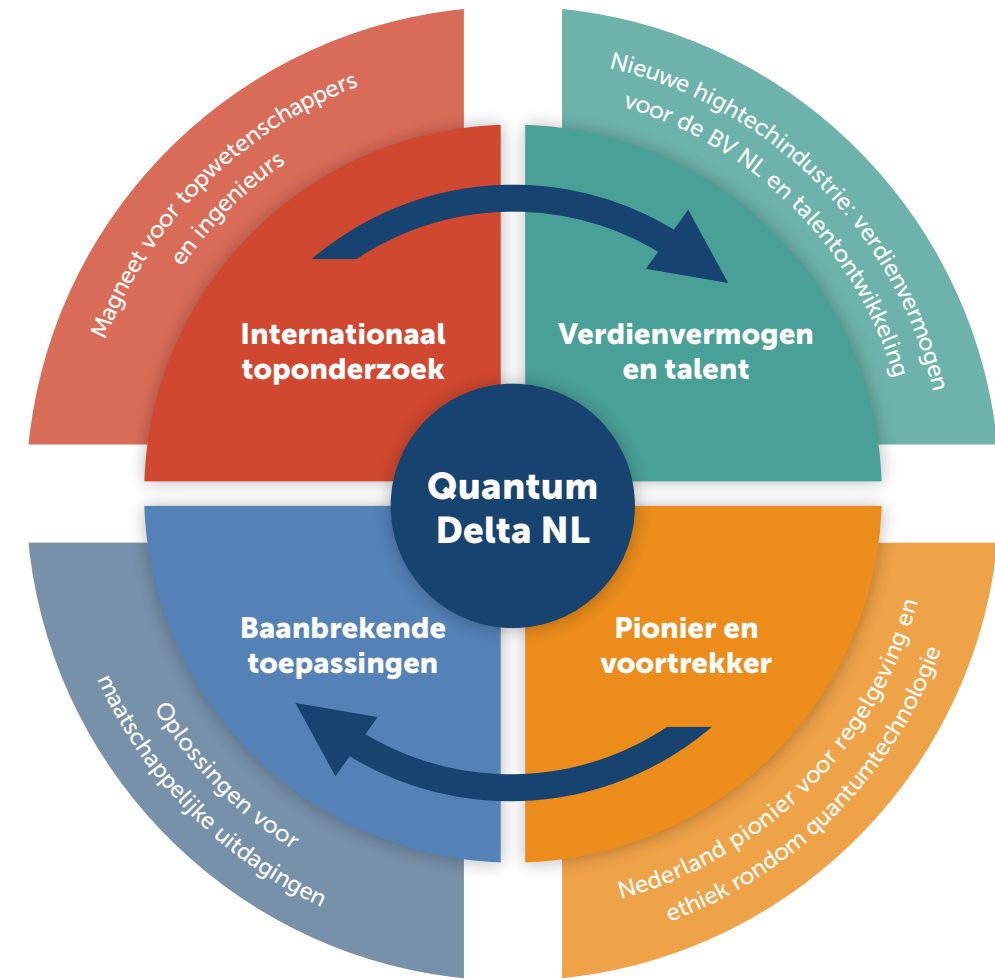 Magneet voor topwetenschappers
en ingenieurs
Nieuwe hightechindustrie: verdienvermogen
voor de BV NL en talentontwikkeling
Internationaal
toponderzoek
Verdienvermogen
en talent
Quantum
Delta NL
Baanbrekende
toepassingen
Pionier en
voortrekker
Oplossingen voor
maatschappelijke uitdagingen
Nederland pionier voor regelgeving en
ethiek rondom quantumtechnologie